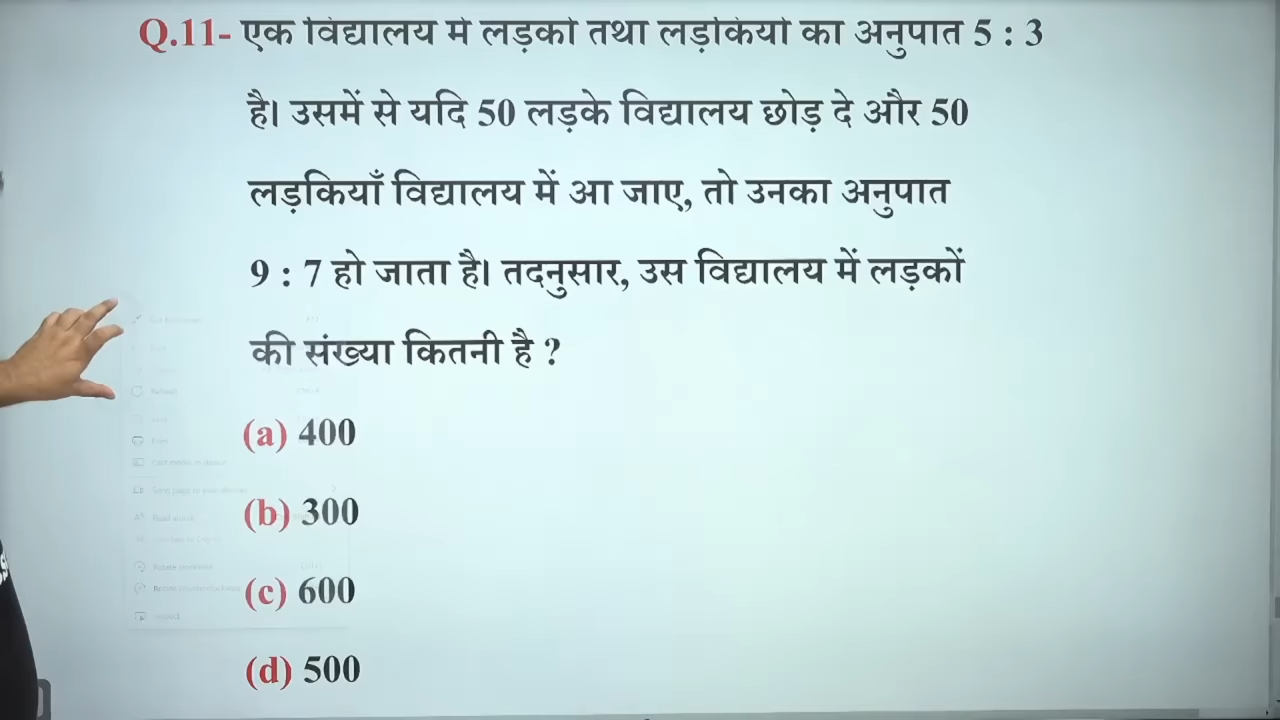 Q.11- एक विद्यालय में लड़कों तथा लड़कियों का अनुपात 5 : 3
है। उसमें से यदि 50 लड़के विद्यालय छोड़ दे और 50
लड़कियाँ विद्यालय में आ जाए, तो उनका अनुपात
9 : 7 हो जाता है। तदनुसार, उस विद्यालय में लड़कों
की संख्या कितनी है ?
(a) 400
(b) 300
(c) 600
(d) 500